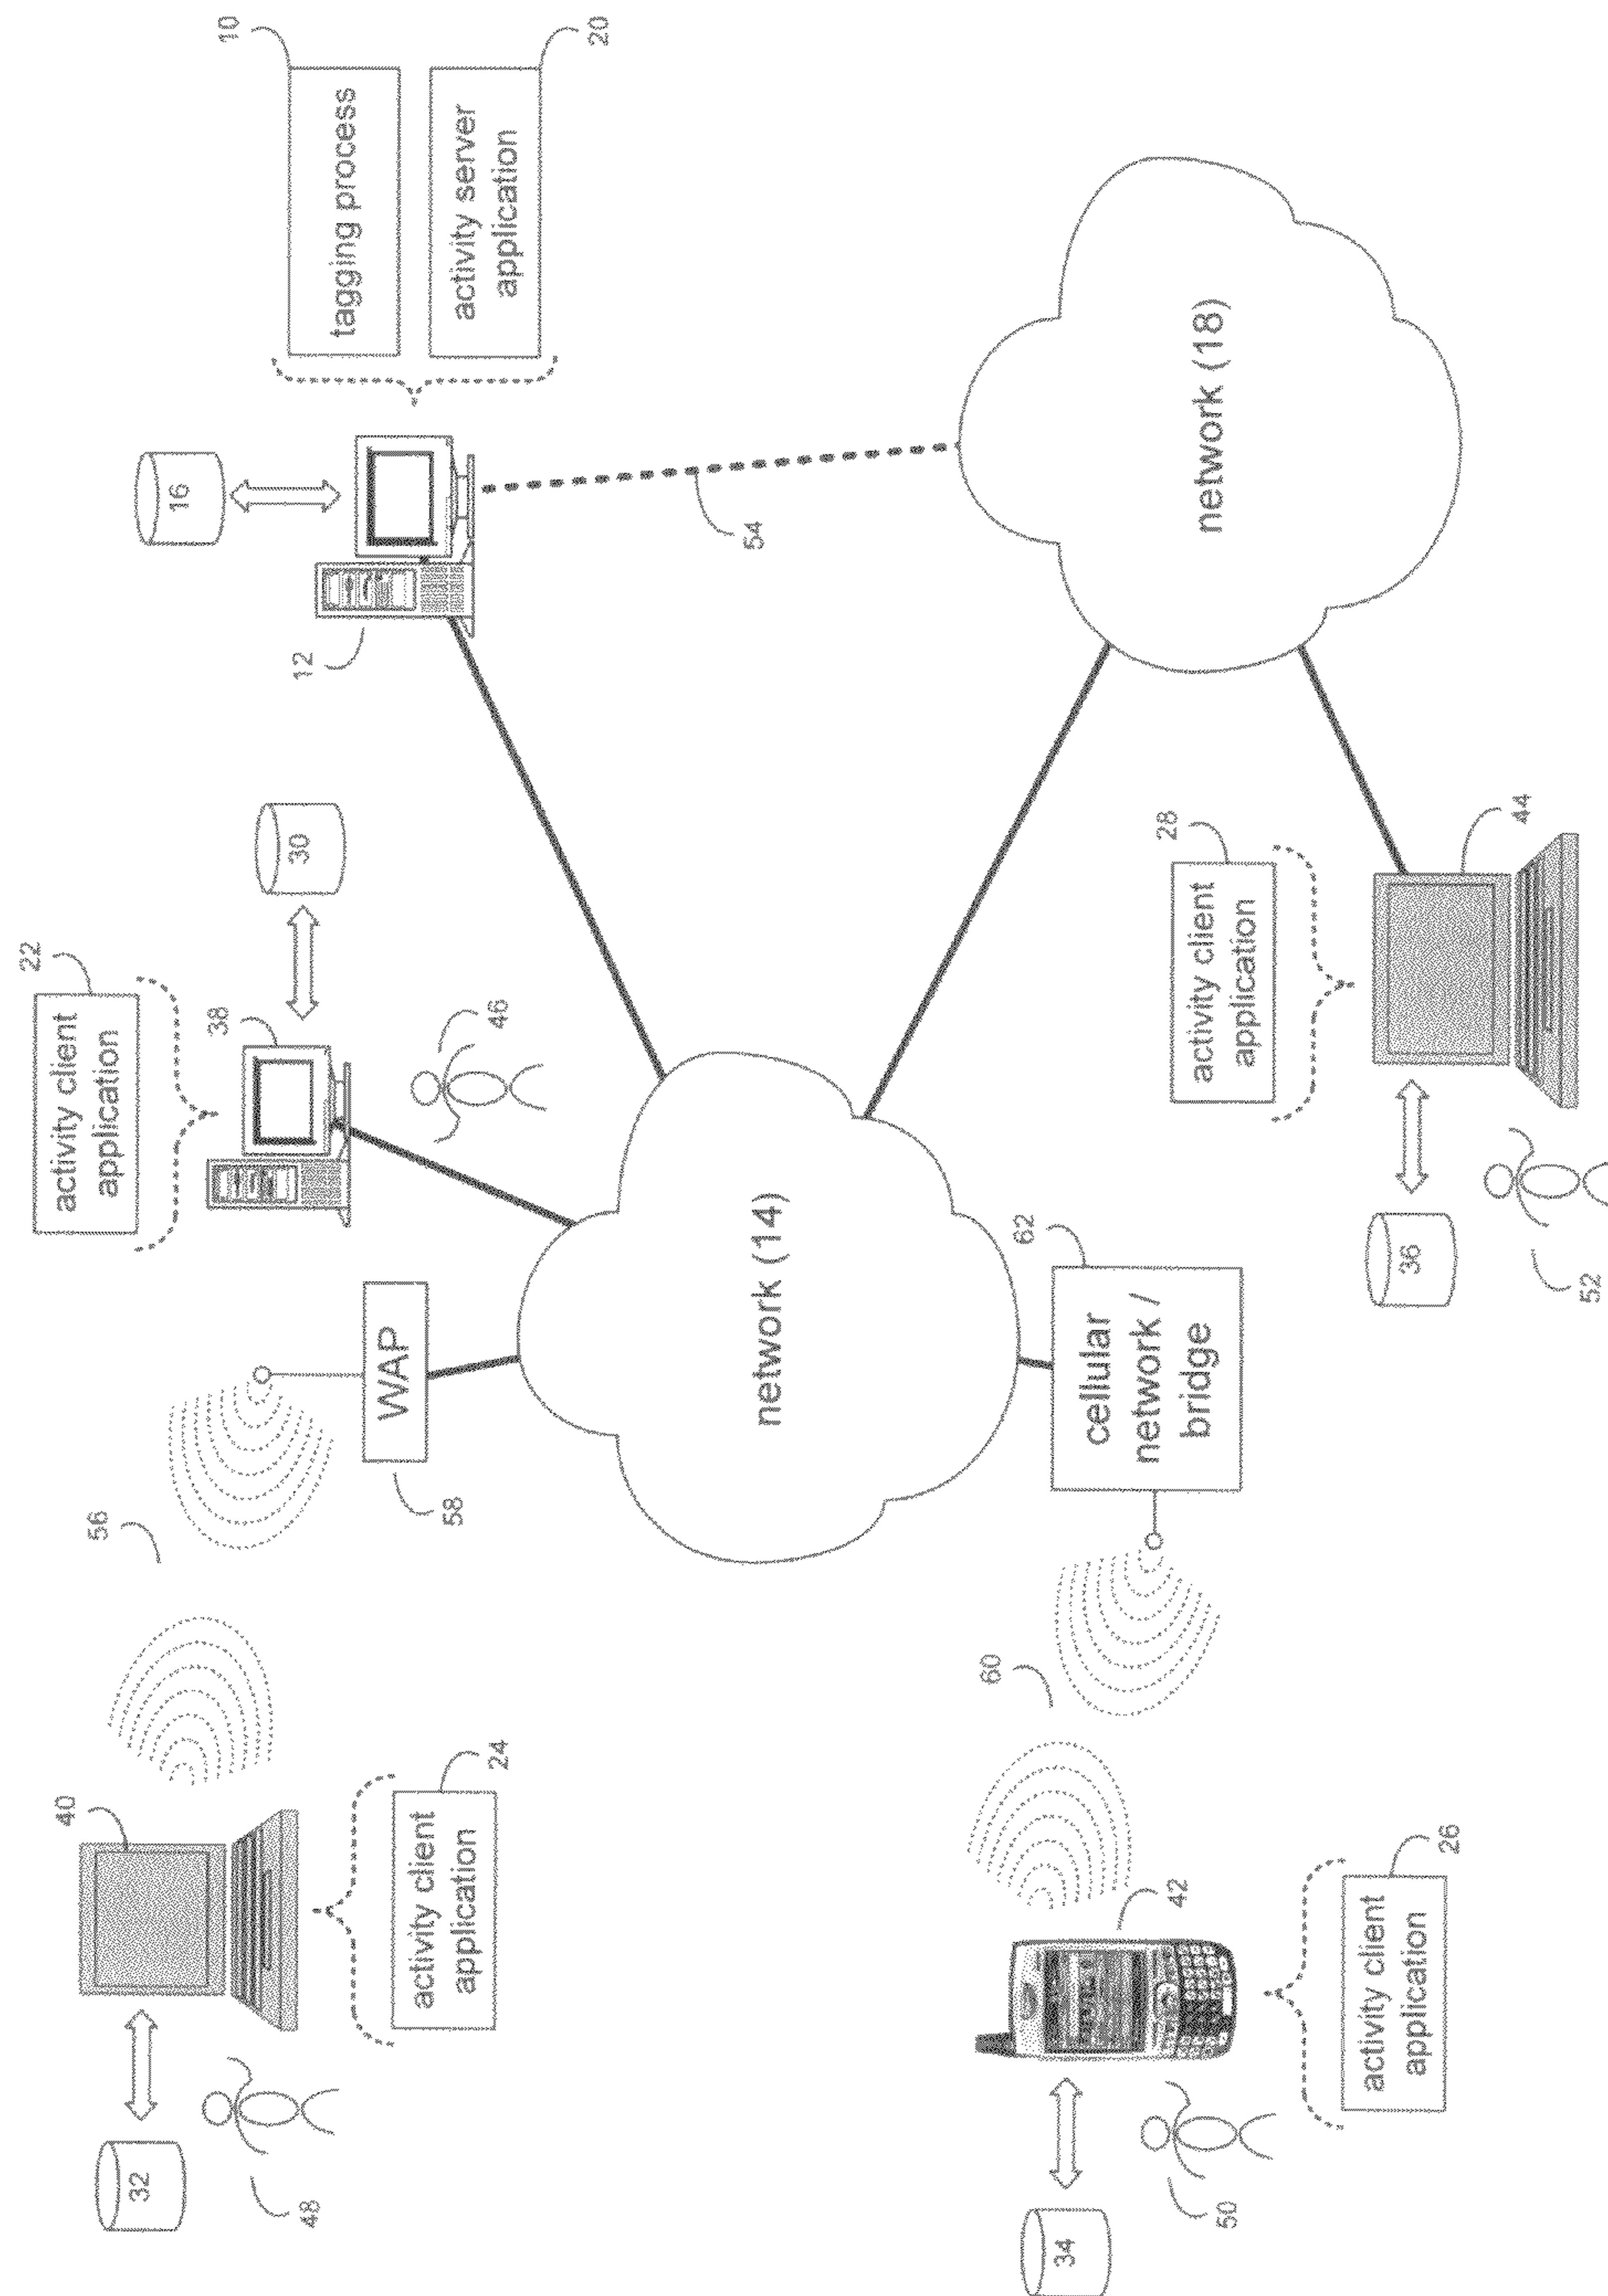 22
activity client
application
40
56
32
16
10
38
30
12
48
tagging process
WAP
activity client
application
24
58
activity server
application
46
20
54
network (14)
60
62
34
cellular
network /
bridge
42
28
activity client
application
network (18)
50
activity client
application
26
36
44
52